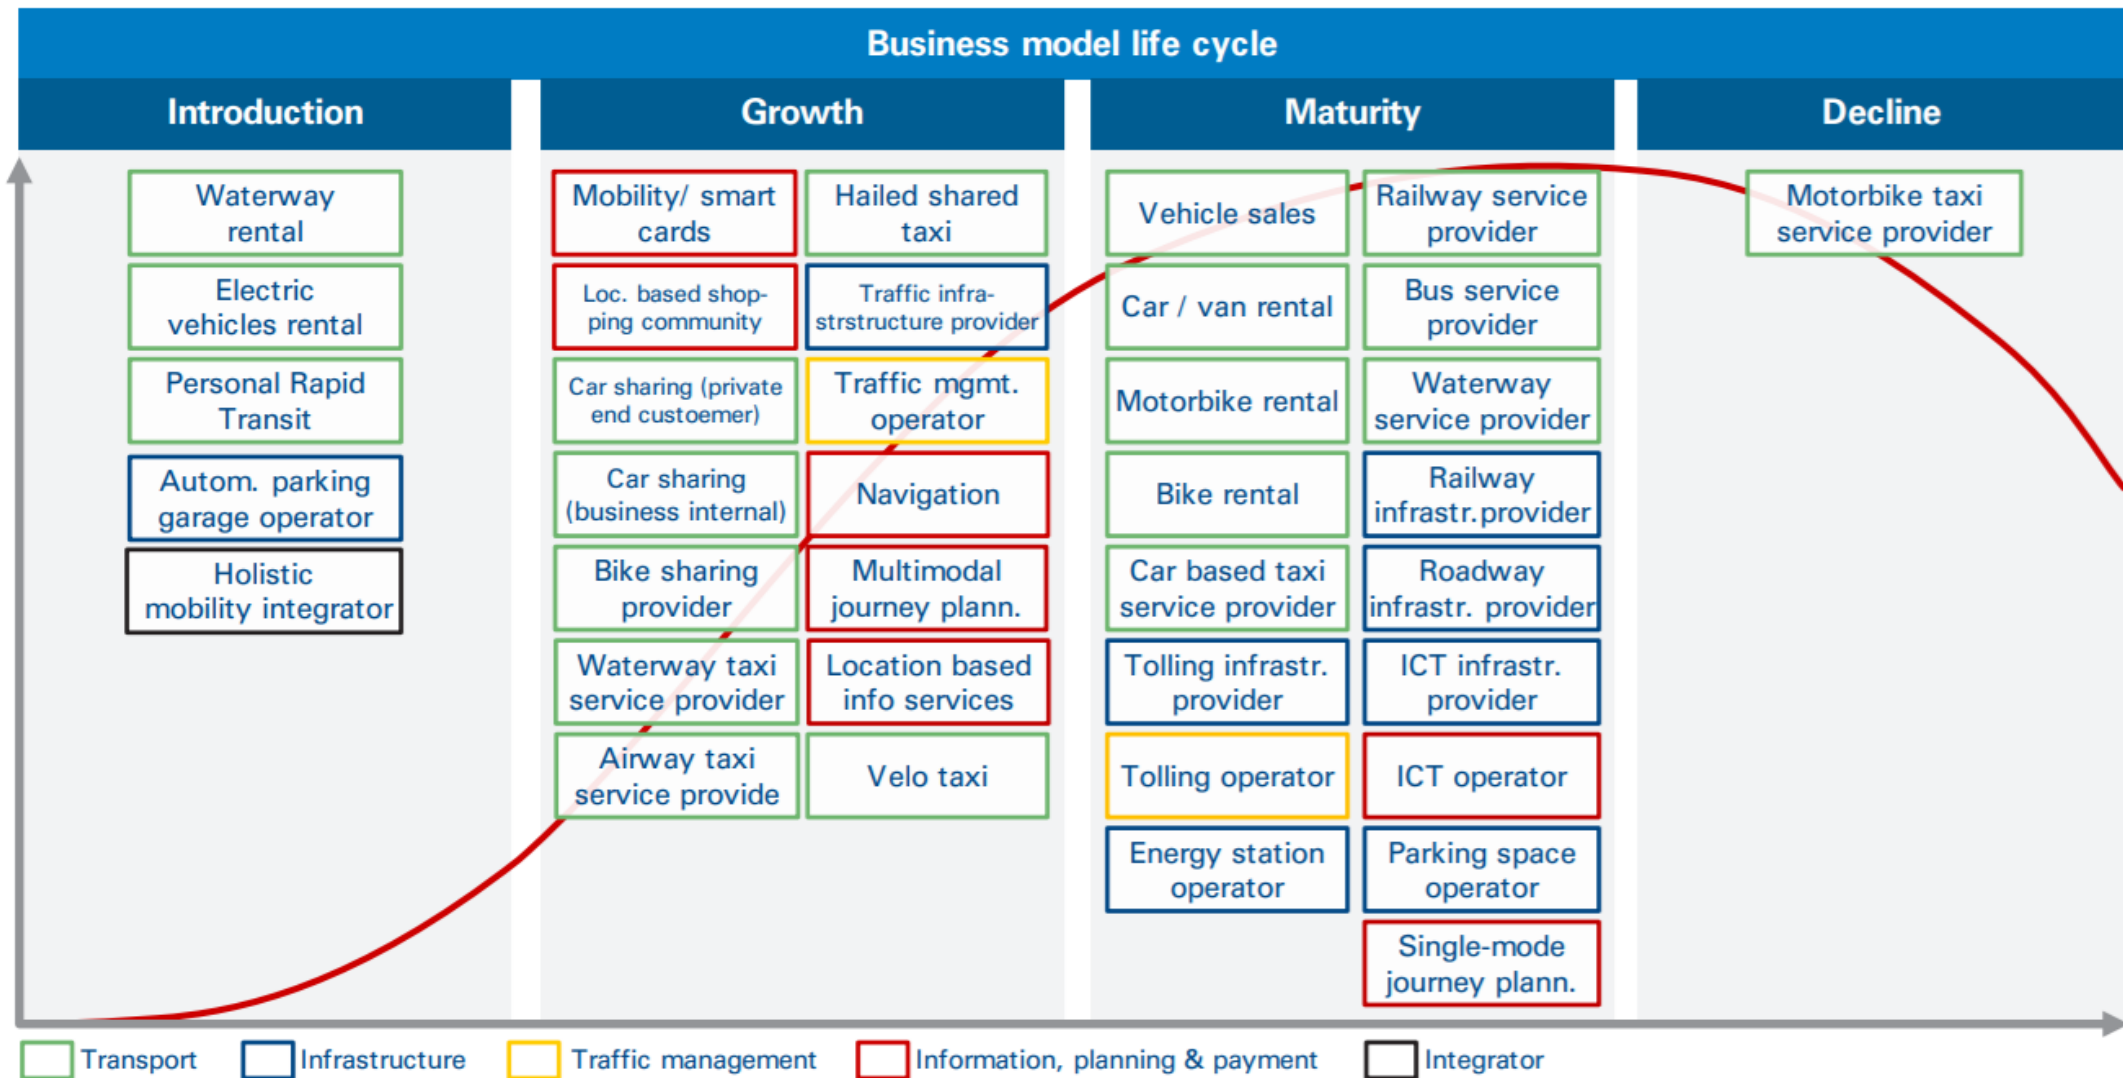 Business model life cycle
Introduction
Growth
Maturity
Decline
Waterway
rental
Electric
vehicles rental
Personal Rapid
Transit
Autom. parking
garage operator
Holistic
mobility integrator
Mobility/ smart
cards
Loc. based shop-
ping community
Car sharing (private
end custoemer)
Car sharing
(business internal)
Bike sharing
provider
Waterway taxi
service provider
Airway taxi
service provide
Hailed shared
taxi
Traffic infra-
strstructure provider
Traffic mgmt.
operator
Navigation
Multimodal
journey plann.
Location based
info services
Velo taxi
Vehicle sales
Car / van rental
Motorbike rental
Bike rental
Car based taxi
service provider
Tolling infrastr.
provider
Tolling operator
Energy station
operator
Railway service
provider
Bus service
provider
Waterway
service provider
Railway
infrastr.provider
Roadway
infrastr. provider
ICT infrastr.
provider
ICT operator
Parking space
operator
Single-mode
journey plann.
Motorbike taxi
service provider
Transport
Infrastructure
Traffic management
Information, planning & payment
Integrator